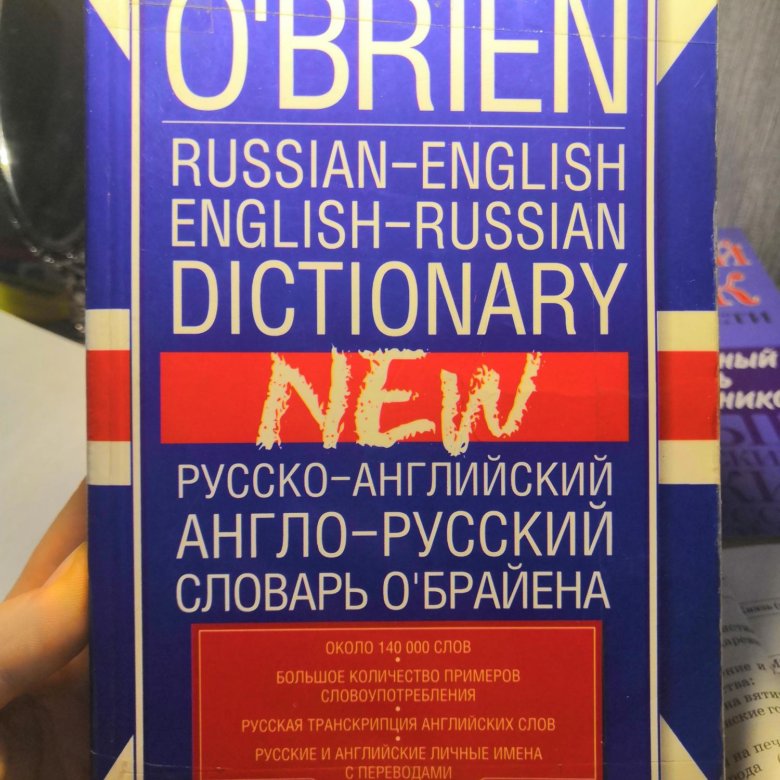 O'BRIEN
RUSSIAN–ENGLISH
ENGLISH–RUSSIAN
DICTIONARY
NEW
РУССКО–АНГЛИЙСКИЙ
АНГЛО–РУССКИЙ
СЛОВАРЬ О'БРАЙЕНА
ОКОЛО 140 000 СЛОВ
•
БОЛЬШОЕ КОЛИЧЕСТВО ПРИМЕРОВ
СЛОВОУПОТРЕБЛЕНИЯ
•
РУССКАЯ ТРАНСКРИПЦИЯ АНГЛИЙСКИХ СЛОВ
•
РУССКИЕ И АНГЛИЙСКИЕ ЛИЧНЫЕ ИМЕНА
С ПЕРЕВОДАМИ